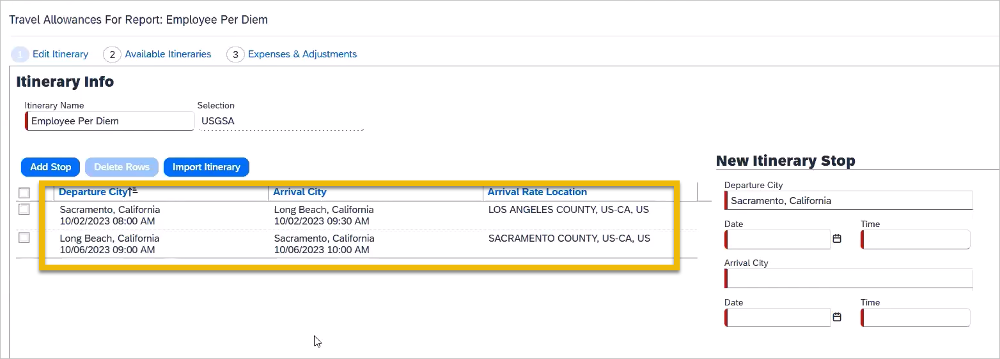 Travel Allowances For Report: Employee Per Diem
1 Edit Itinerary 2 Available Itineraries 3 Expenses & Adjustments
Itinerary Info
Itinerary Name Selection
Employee Per Diem USGSA
Add Stop Delete Rows Import Itinerary
Departure City Arrival City Arrival Rate Location
Sacramento, California Long Beach, California LOS ANGELES COUNTY, US-CA, US
10/02/2023 08:00 AM 10/02/2023 09:30 AM
Long Beach, California Sacramento, California SACRAMENTO COUNTY, US-CA, US
10/06/2023 09:00 AM 10/06/2023 10:00 AM
New Itinerary Stop
Departure City
Sacramento, California
Date Time
Arrival City
Date Time